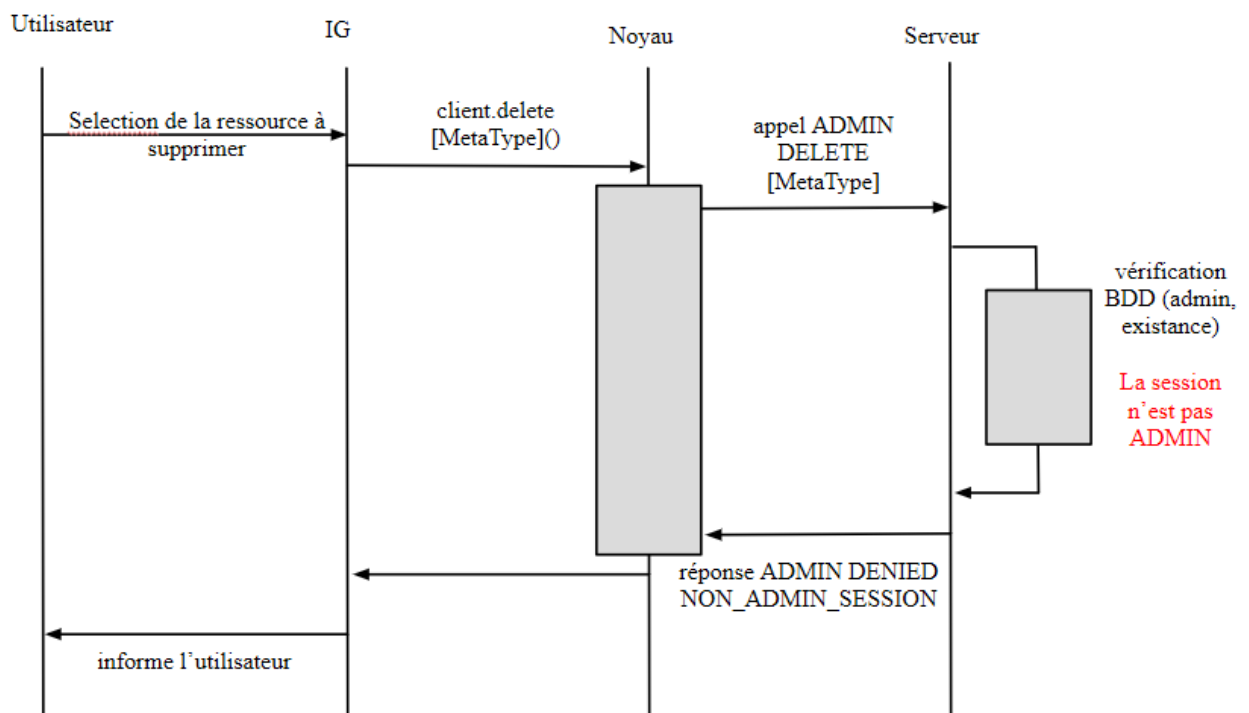 Utilisateur
IG
Noyau
Serveur
Selection de la ressource à
supprimer
client.delete
[MetaType]()
appel ADMIN
DELETE
[MetaType]
vérification
BDD (admin,
existance)
La session
n’est pas
ADMIN
réponse ADMIN DENIED
NON_ADMIN_SESSION
informe l’utilisateur